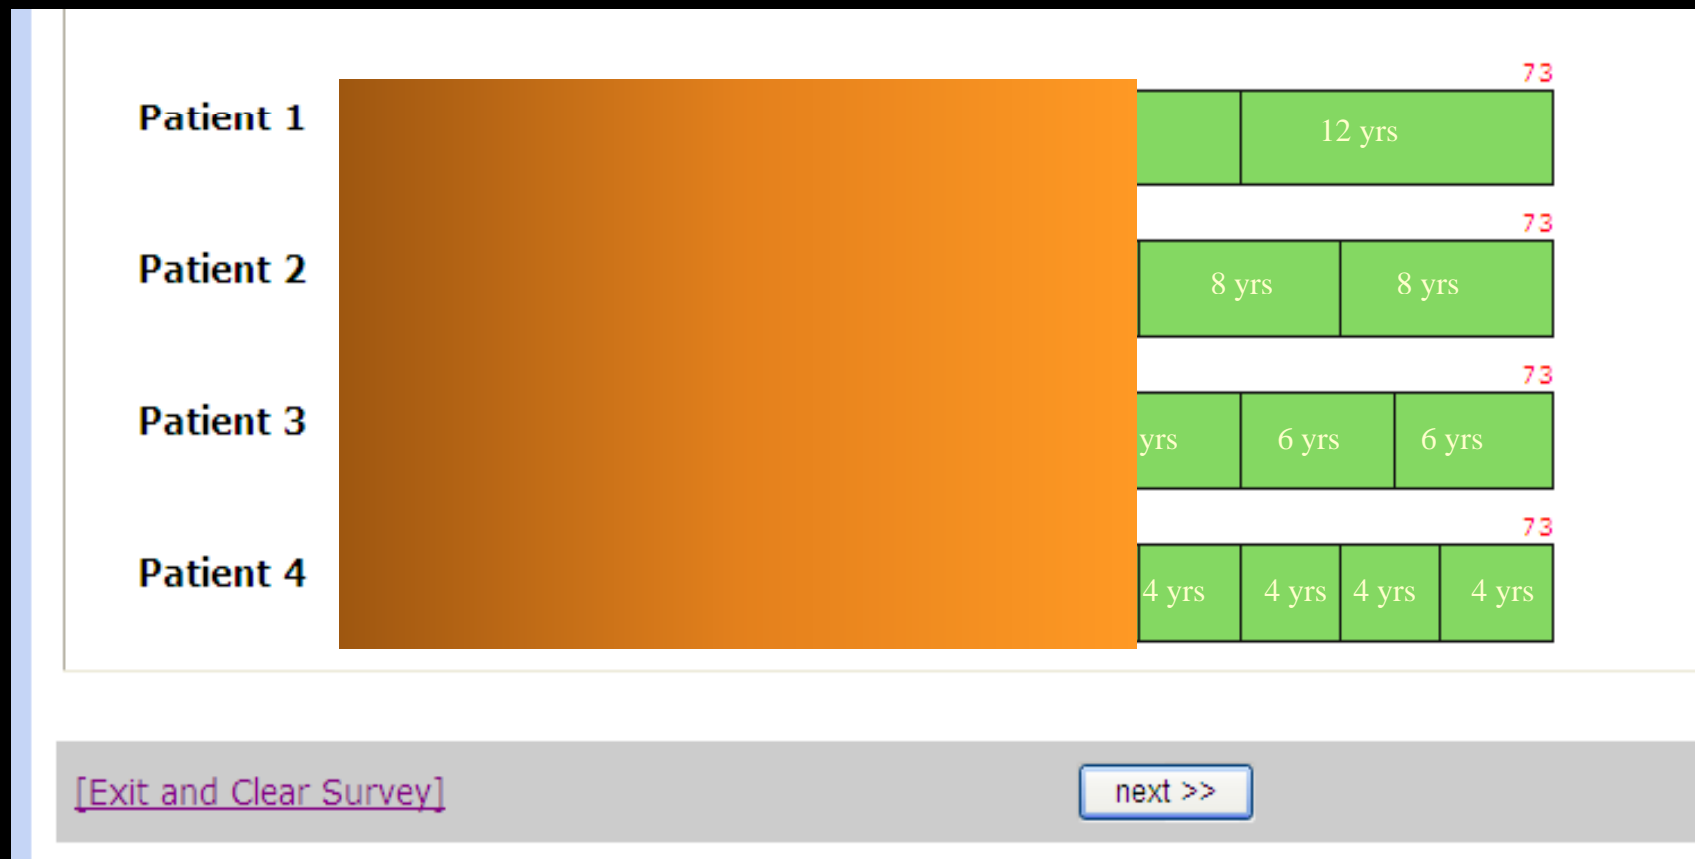 73
Patient 1
12 yrs
73
Patient 2
8 yrs 8 yrs
73
Patient 3
yrs 6 yrs 6 yrs
73
Patient 4
4 yrs 4 yrs 4 yrs 4 yrs
[Exit and Clear Survey]
next >>